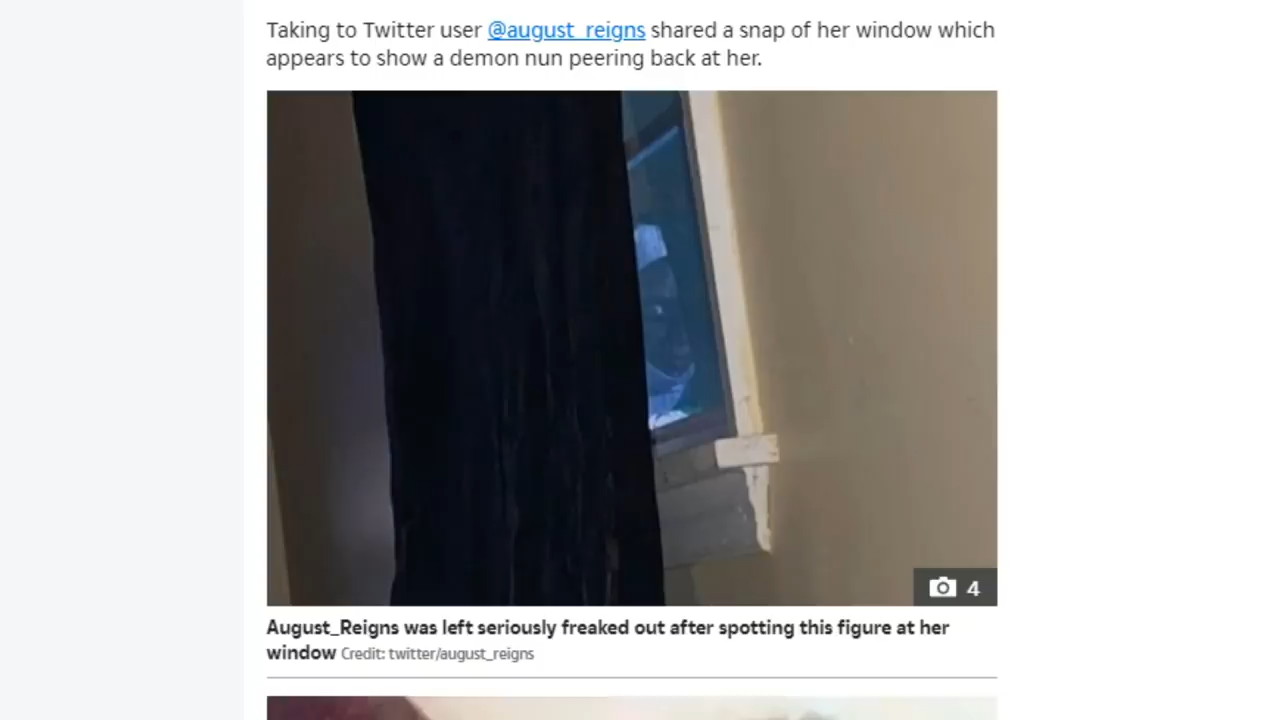 Taking to Twitter user @august_reigns shared a snap of her window which
appears to show a demon nun peering back at her.
4
August_Reigns was left seriously freaked out after spotting this figure at her
window Credit: twitter/august_reigns